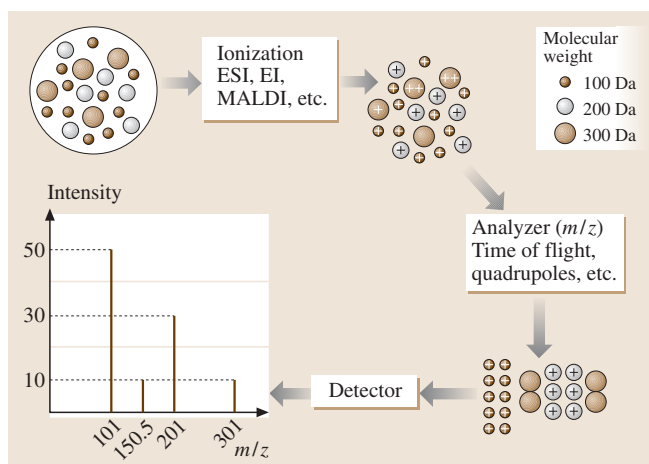 Ionization
ESI, EI,
MALDI, etc.
Molecular
weight
100 Da
200 Da
300 Da
+ + + + + + + + + + + + + + + + + + +
Analyzer (m/z)
Time of flight,
quadrupoles, etc.
+ + + + + + + + + + + + + + + +
Detector
Intensity
50
30
10
101
150.5
201
301
m/z